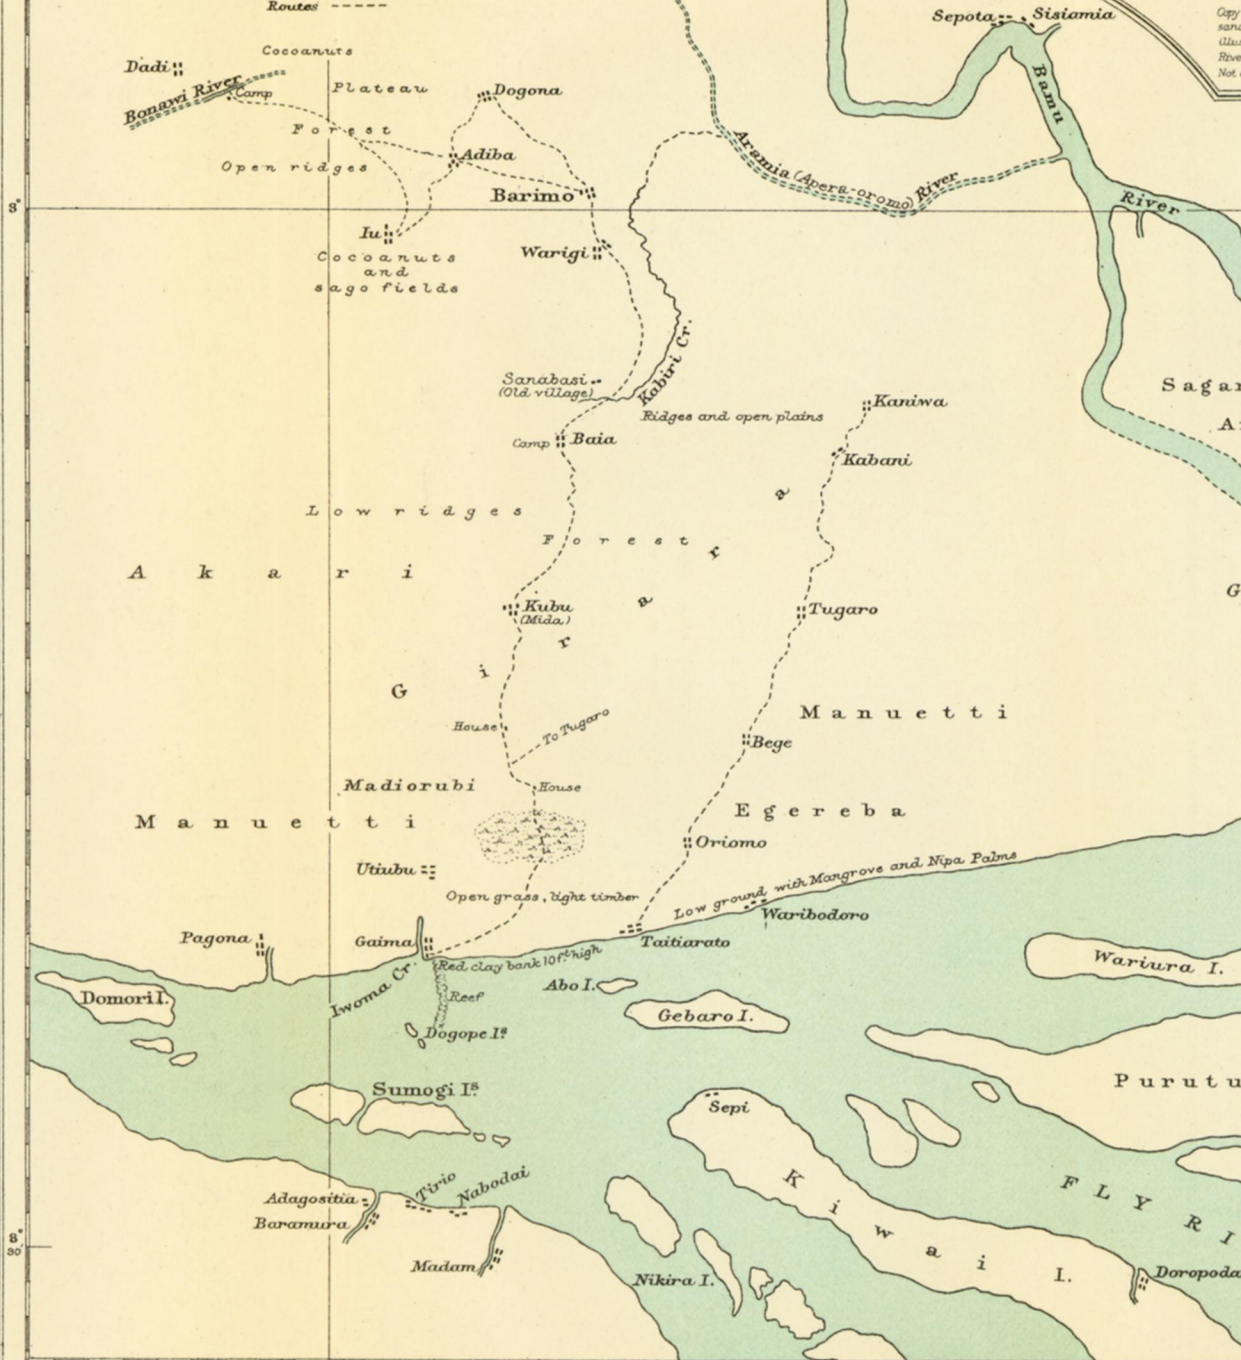 Routes
Sepota
Sisiamia
Copy
Rive
Not
Cocoanuts
Dadi
Bonawi River
Camp
Plateau
Dogona
Bamu
Forest
Open ridges
Adiba
Aramia (Apera-oromo) River
Barimo
River
8°
Iu
Warigi
Cocoanuts
and
sago fields
Kabiri Cr.
Sanabasi
(Old village)
Ridges and open plains
Kaniwa
Sagar
A
Camp
Baia
Kabani
Low ridges
Forest
Akari
G
Girara
Kubu
(Mida)
Tugaro
House
To Tugaro
Manuetti
Bege
Madiorubi
House
Manuetti
Egereba
Oriomo
Utiubu
Open grass, light timber
Low ground with Mangrove and Nipa Palms
Waribodoro
Pagona
Gaima
Taitiarato
Red clay bank 10 ft. high
Iwoma Cr.
Wariura I.
Domori I.
Reef
Abo I.
Gebaro I.
Dogope Is.
Sumogi Is.
Purutu
Sepi
Adagositia
Tirio
Nabodai
Baramura
Kiwai I.
FLY RI
8°
30'
Madam
Nikira I.
Doropoda